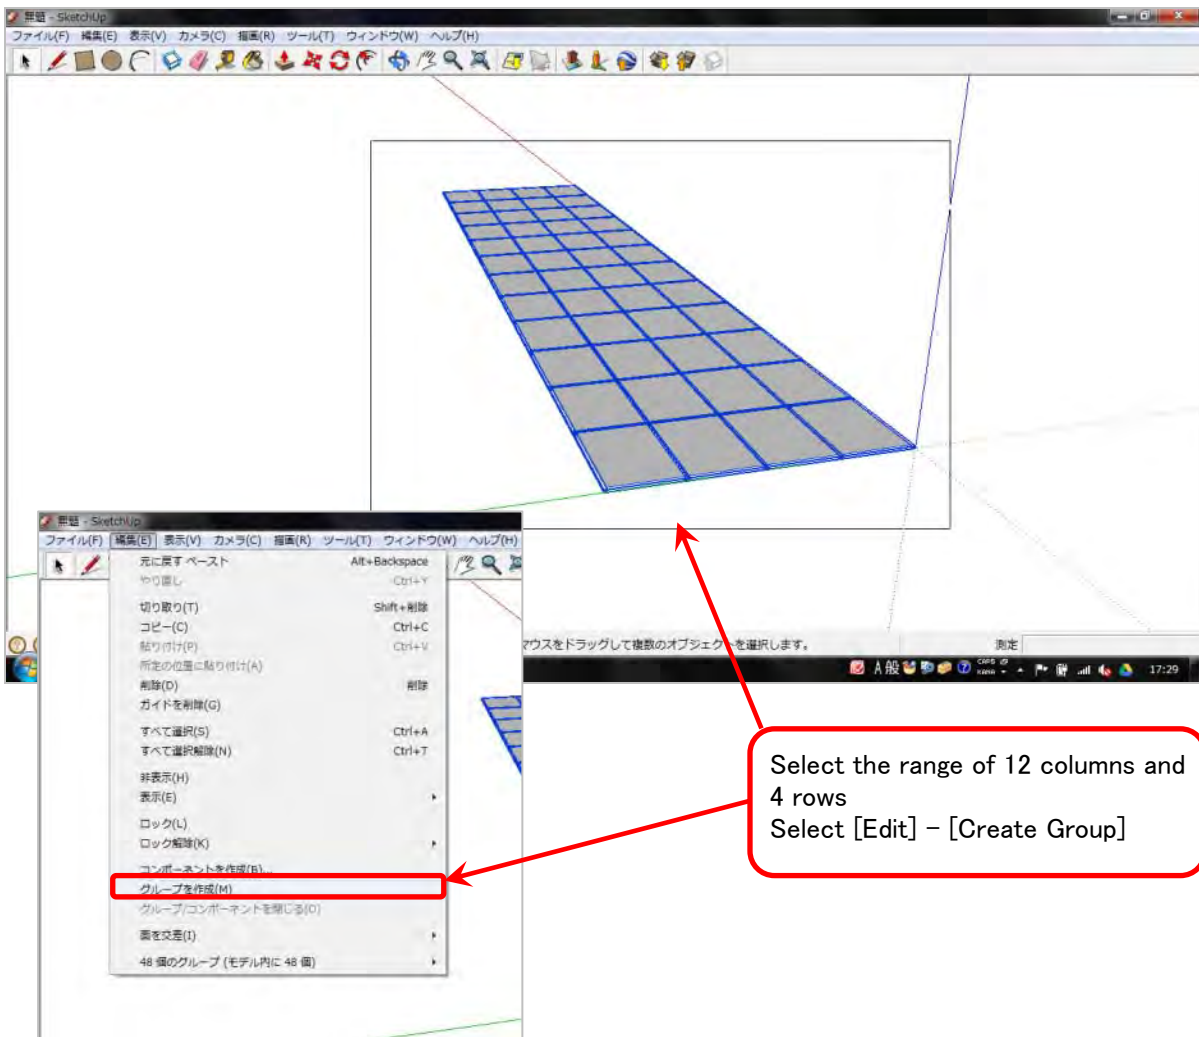 無題 - SketchUp
ファイル(F) 編集(E) 表示(V) カメラ(C) 描画(R) ツール(T) ウィンドウ(W) ヘルプ(H)
無題 - SketchUp
ファイル(F) 編集(E) 表示(V) カメラ(C) 描画(R) ツール(T) ウィンドウ(W) ヘルプ(H)
元に戻す ペースト Alt+Backspace
やり直し Ctrl+Y
切り取り(T) Shift+削除
コピー(C) Ctrl+C
貼り付け(P) Ctrl+V
所定の位置に貼り付け(A)
削除(D) 削除
ガイドを削除(G)
すべて選択(S) Ctrl+A
すべて選択解除(N) Ctrl+T
非表示(H)
表示(E)
ロック(L)
ロック解除(K)
コンポーネントを作成(B)...
グループを作成(M)
グループ/コンポーネントを閉じる(O)
面を交差(I)
48 個のグループ (モデル内に 48 個)
マウスをドラッグして複数のオブジェクトを選択します。
測定
A 般 CAPS KANA 17:29
Select the range of 12 columns and
4 rows
Select [Edit] - [Create Group]